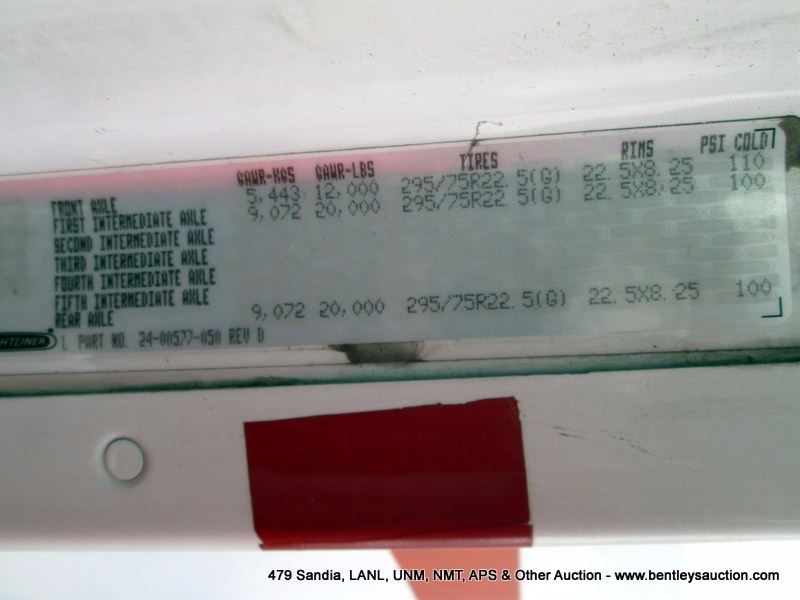 GAWR-KGS GAWR-LBS TIRES RIMS PSI COLD
FRONT AXLE 5,443 12,000 295/75R22.5(G) 22.5X8.25 110
FIRST INTERMEDIATE AXLE 9,072 20,000 295/75R22.5(G) 22.5X8.25 100
SECOND INTERMEDIATE AXLE
THIRD INTERMEDIATE AXLE
FOURTH INTERMEDIATE AXLE
FIFTH INTERMEDIATE AXLE
REAR AXLE 9,072 20,000 295/75R22.5(G) 22.5X8.25 100
HTLINER L PART NO. 24-00577-050 REV D
479 Sandia, LANL, UNM, NMT, APS & Other Auction - www.bentleysauction.com